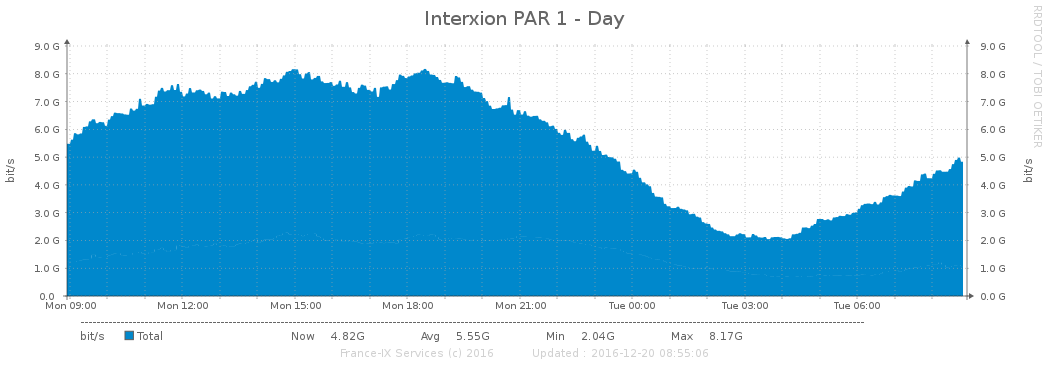 Interxion PAR 1 - Day
RRDTOOL / TOBI OETIKER
9.0 G 9.0 G
8.0 G 8.0 G
7.0 G 7.0 G
6.0 G 6.0 G
5.0 G 5.0 G
4.0 G 4.0 G
3.0 G 3.0 G
2.0 G 2.0 G
1.0 G 1.0 G
0.0 0.0 G
bit/s bit/s
Mon 09:00 Mon 12:00 Mon 15:00 Mon 18:00 Mon 21:00 Tue 00:00 Tue 03:00 Tue 06:00
bit/s Total Now 4.82G Avg 5.55G Min 2.04G Max 8.17G
France-IX Services (c) 2016 Updated : 2016-12-20 08:55:06